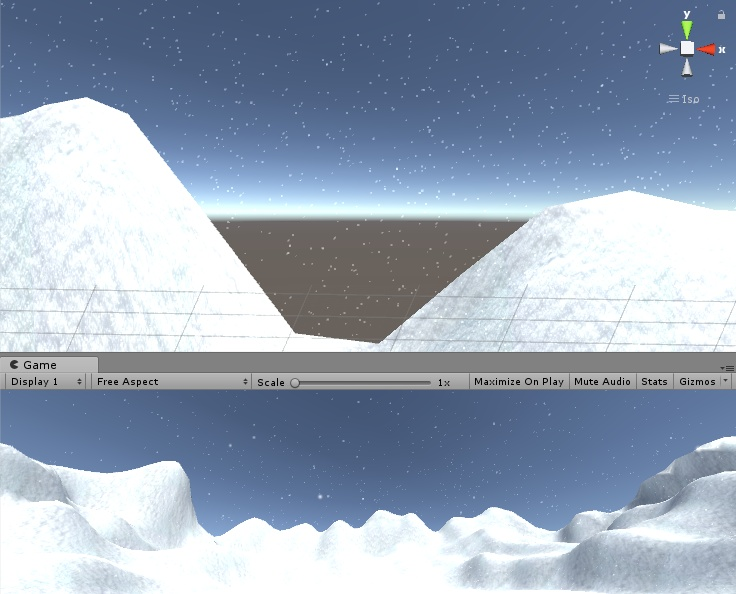 y
x
Iso
Game
Display 1 Free Aspect Scale 1x Maximize On Play Mute Audio Stats Gizmos